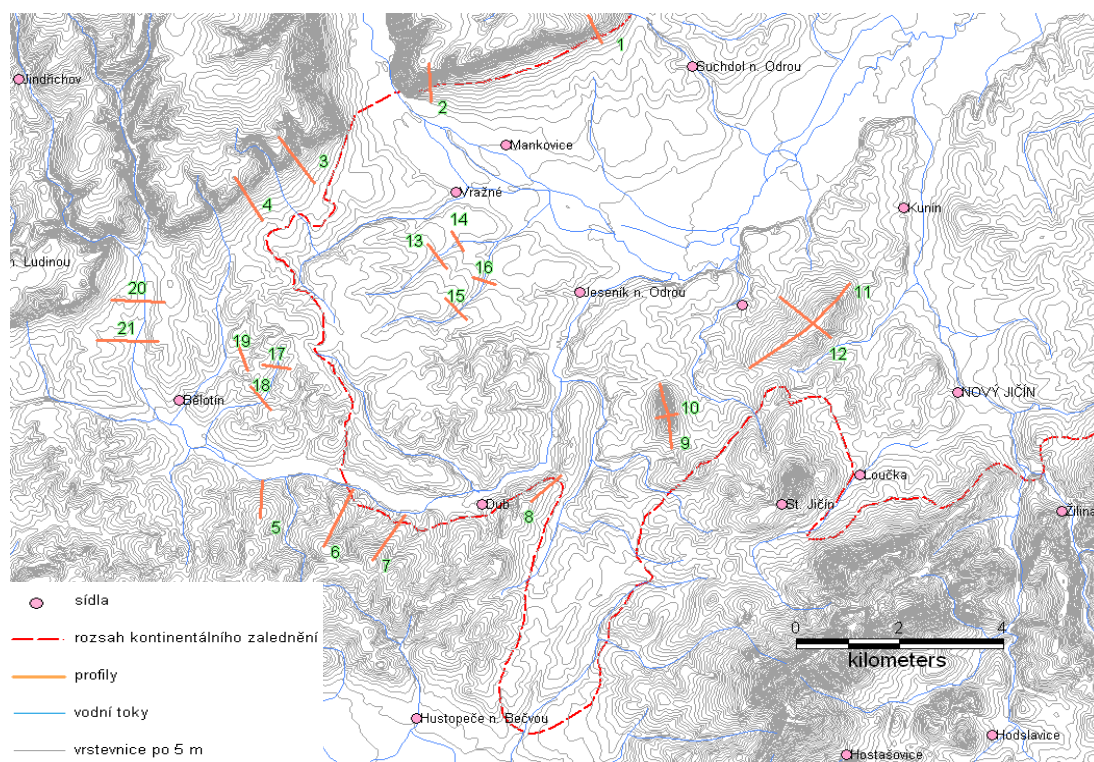 1
Suchdol n. Odrou
Jindřichov
2
Mankovice
3
Vražné
4
Kunín
14
13
n. Ludinou
16
20
Jeseník n. Odrou
11
15
21
19
17
12
18
Bělotín
NOVÝ JIČÍN
10
9
Loučka
5
Dub
8
St. Jičín
Žilina
6
7
sídla
rozsah kontinentálního zalednění
0 2 4
kilometers
profily
vodní toky
Hustopeče n. Bečvou
Hodslavice
vrstevnice po 5 m
Hostašovice